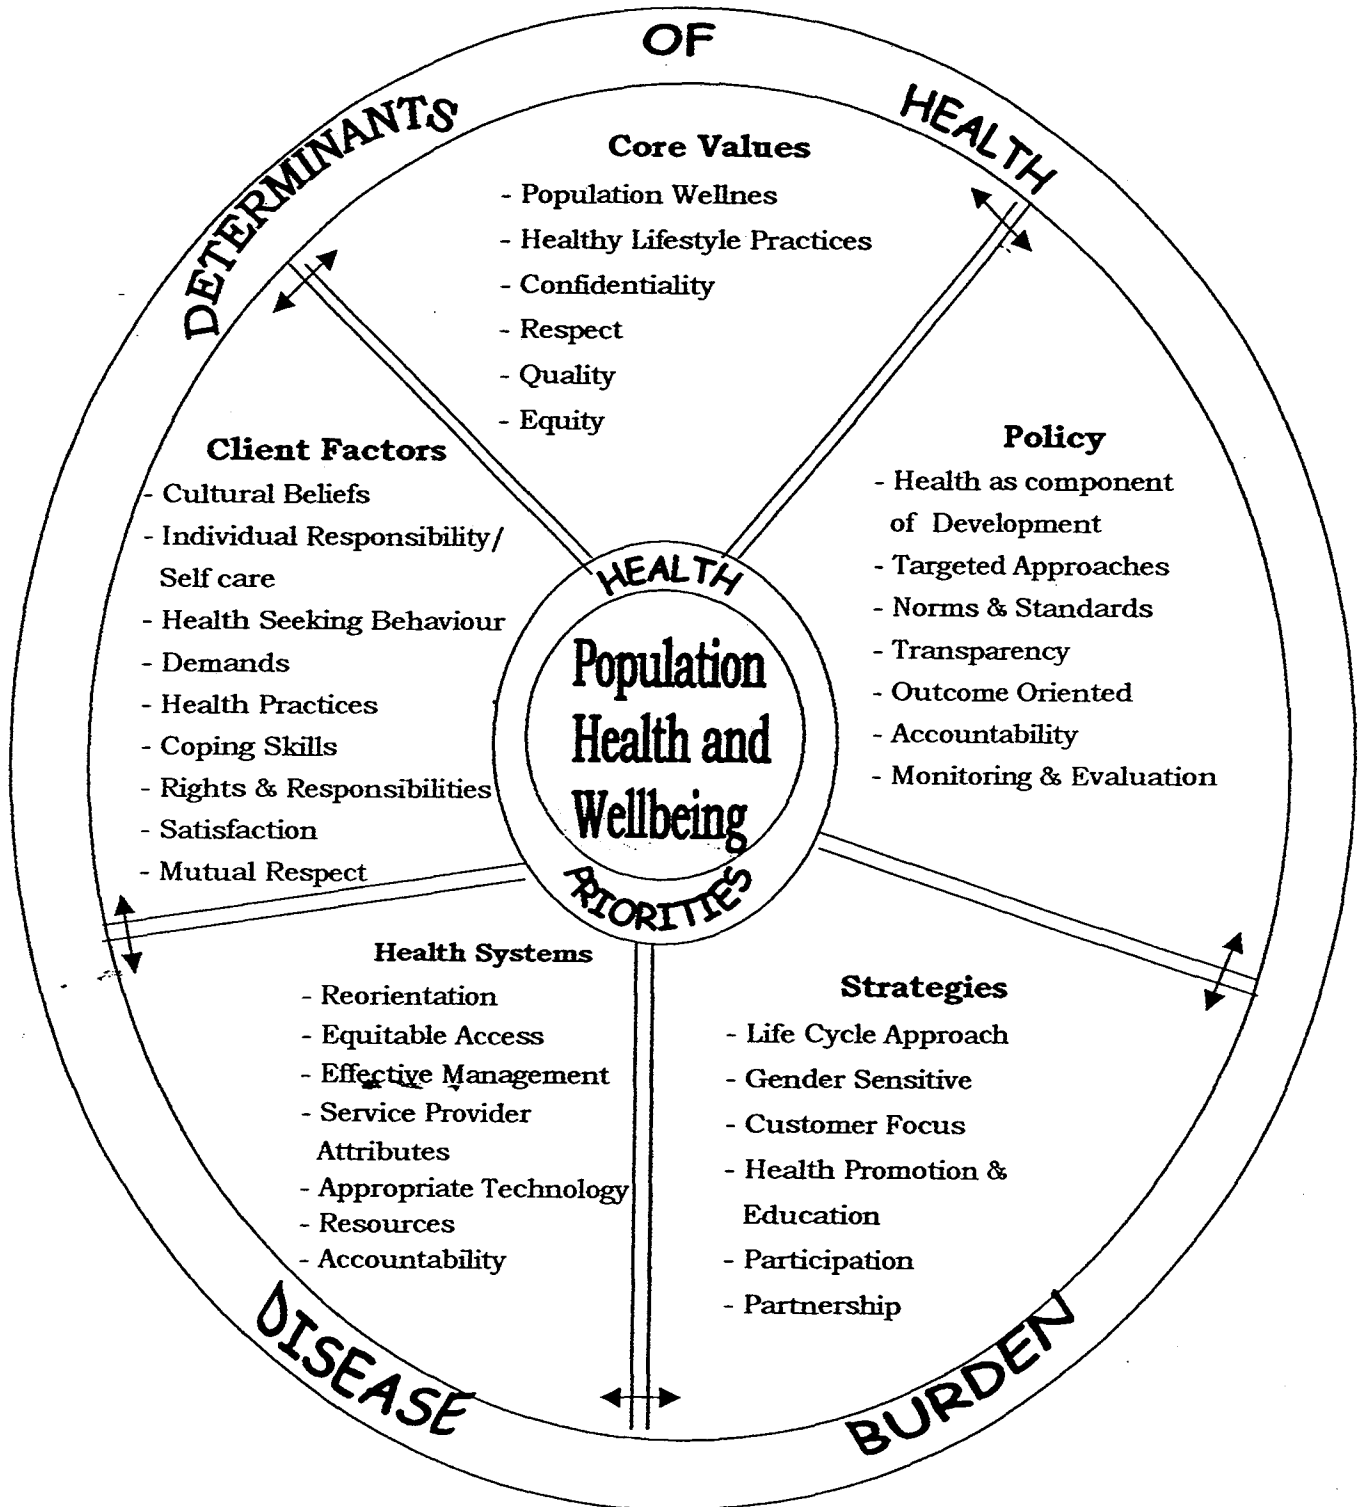 DETERMINANTS OF HEALTH
Core Values
- Population Wellnes
- Healthy Lifestyle Practices
- Confidentiality
- Respect
- Quality
- Equity
Client Factors
- Cultural Beliefs
- Individual Responsibility/
Self care
- Health Seeking Behaviour
- Demands
- Health Practices
- Coping Skills
- Rights & Responsibilities
- Satisfaction
- Mutual Respect
Policy
- Health as component
of Development
- Targeted Approaches
- Norms & Standards
- Transparency
- Outcome Oriented
- Accountability
- Monitoring & Evaluation
HEALTH
Population
Health and
Wellbeing
PRIORITIES
Health Systems
- Reorientation
- Equitable Access
- Effective Management
- Service Provider
Attributes
- Appropriate Technology
- Resources
- Accountability
Strategies
- Life Cycle Approach
- Gender Sensitive
- Customer Focus
- Health Promotion &
Education
- Participation
- Partnership
DISEASE BURDEN